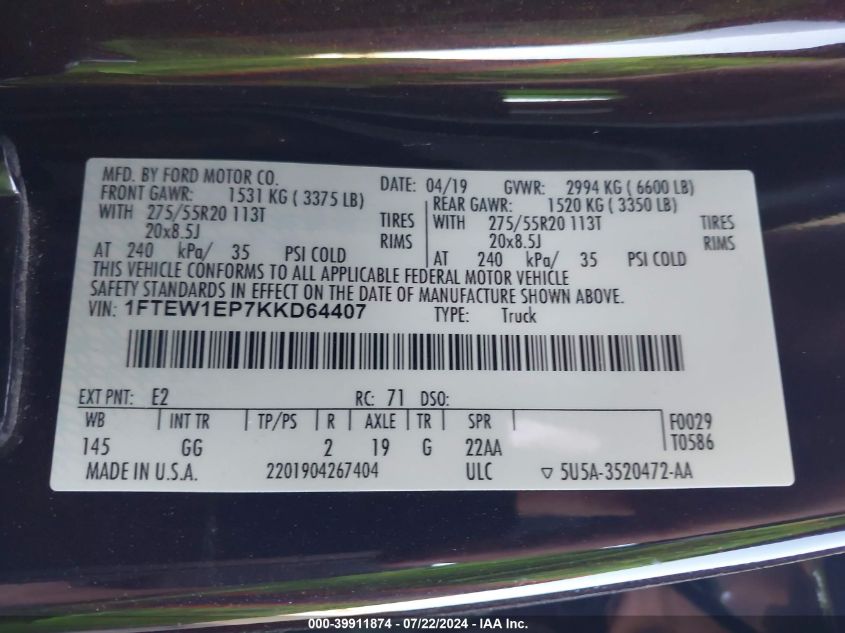 MFD. BY FORD MOTOR CO.
DATE: 04/19 GVWR: 2994 KG ( 6600 LB)
FRONT GAWR: 1531 KG ( 3375 LB)
WITH 275/55R20 113T TIRES
20x8.5J RIMS
AT 240 kPa/ 35 PSI COLD
REAR GAWR: 1520 KG ( 3350 LB)
WITH 275/55R20 113T TIRES
20x8.5J RIMS
AT 240 kPa/ 35 PSI COLD
THIS VEHICLE CONFORMS TO ALL APPLICABLE FEDERAL MOTOR VEHICLE
SAFETY STANDARDS IN EFFECT ON THE DATE OF MANUFACTURE SHOWN ABOVE.
VIN: 1FTEW1EP7KKD64407 TYPE: Truck
EXT PNT: E2 RC: 71 DSO:
WB INT TR TP/PS R AXLE TR SPR F0029
145 GG 2 19 G 22AA T0586
MADE IN U.S.A. 2201904267404 ULC ▽ 5U5A-3520472-AA
000-39911874 / 07/22/2024 - IAA Inc.